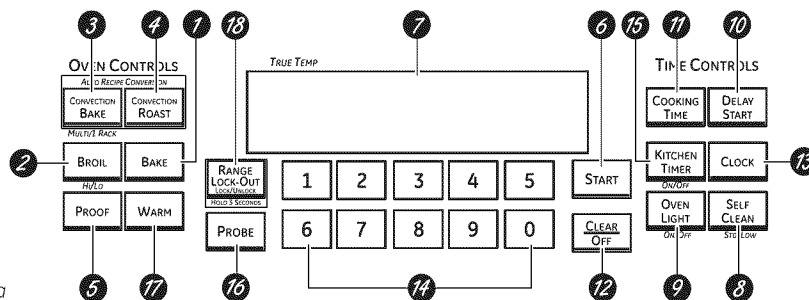 3 4 1 18 7 6 15 11 10
OVEN CONTROLS
AUTO RECIPE CONVERSION
TRUE TEMP
TIME CONTROLS
CONVECTION BAKE
CONVECTION ROAST
COOKING TIME
DELAY START
MULTI/1 RACK
2
BROIL
BAKE
HI/LO
RANGE LOCK-OUT
LOCK/UNLOCK
HOLD 3 SECONDS
1 2 3 4 5
START
KITCHEN TIMER
ON/OFF
CLOCK
13
PROOF
WARM
PROBE
6 7 8 9 0
CLEAR
OFF
OVEN LIGHT
ON/OFF
SELF CLEAN
STD/LOW
5 17 16 14 12 9 8